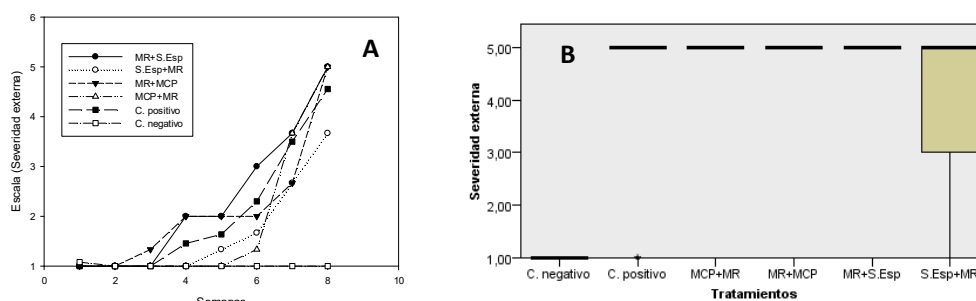 6
5
4
3
2
1
0
2
4
6
8
10
Escala (Severidad externa)
Semanas
MR+S.Esp
S.Esp+MR
MR+MCP
MCP+MR
C. positivo
C. negativo
A
B
5,00
4,00
3,00
2,00
1,00
Severidad externa
C. negativo
C. positivo
MCP+MR
MR+MCP
MR+S.Esp
S.Esp+MR
Tratamientos